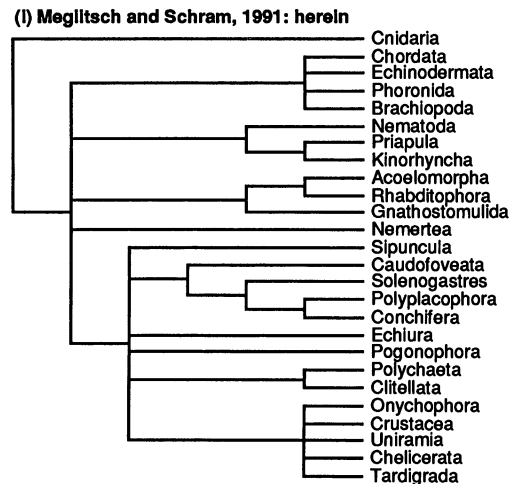 (I) Meglitsch and Schram, 1991: herein
Cnidaria
Chordata
Echinodermata
Phoronida
Brachiopoda
Nematoda
Priapula
Kinorhyncha
Acoelomorpha
Rhabditophora
Gnathostomulida
Nemertea
Sipuncula
Caudofoveata
Solenogastres
Polyplacophora
Conchifera
Echiura
Pogonophora
Polychaeta
Clitellata
Onychophora
Crustacea
Uniramia
Chelicerata
Tardigrada